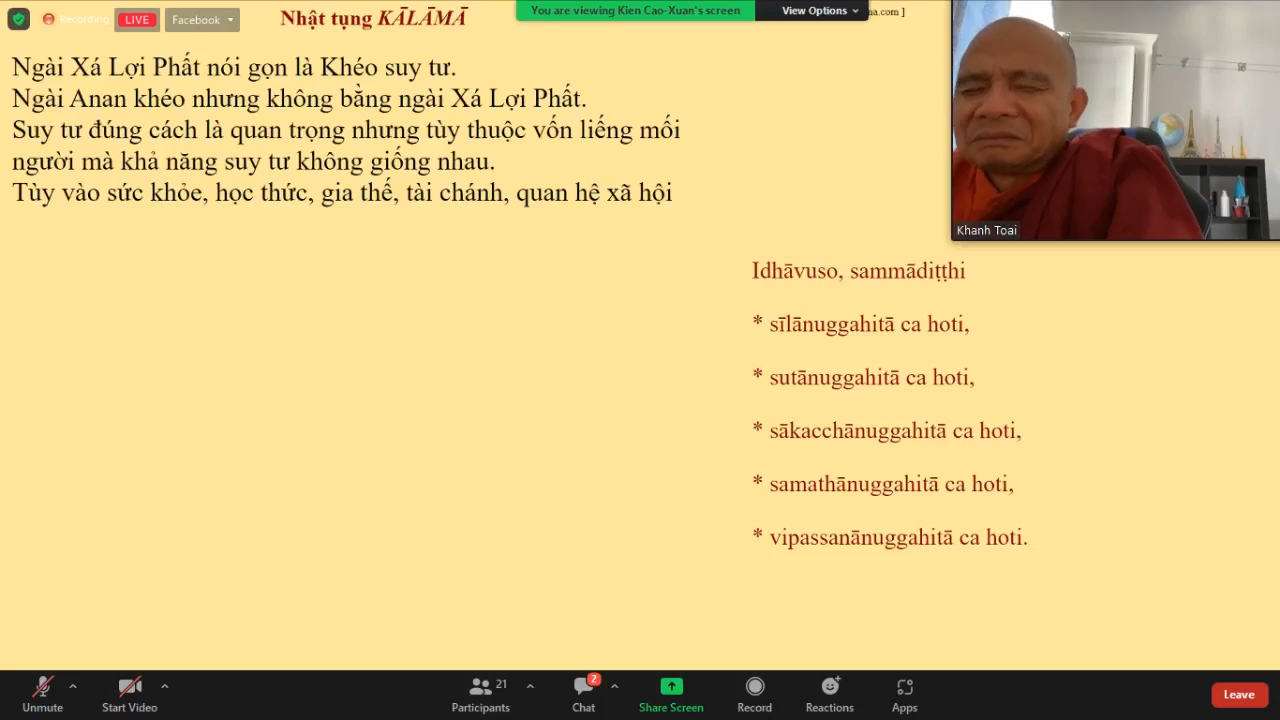 Recording
LIVE
Facebook
Nhật tụng KĀLĀMĀ
You are viewing Kien Cao-Xuan's screen
View Options
na.com ]
Ngài Xá Lợi Phất nói gọn là Khéo suy tư.
Ngài Anan khéo nhưng không bằng ngài Xá Lợi Phất.
Suy tư đúng cách là quan trọng nhưng tùy thuộc vốn liếng mối
người mà khả năng suy tư không giống nhau.
Tùy vào sức khỏe, học thức, gia thế, tài chánh, quan hệ xã hội
Khanh Toai
Idhāvuso, sammādiṭṭhi
* sīlānuggahitā ca hoti,
* sutānuggahitā ca hoti,
* sākacchānuggahitā ca hoti,
* samathānuggahitā ca hoti,
* vipassanānuggahitā ca hoti.
Unmute
Start Video
21
Participants
2
Chat
Share Screen
Record
Reactions
Apps
Leave